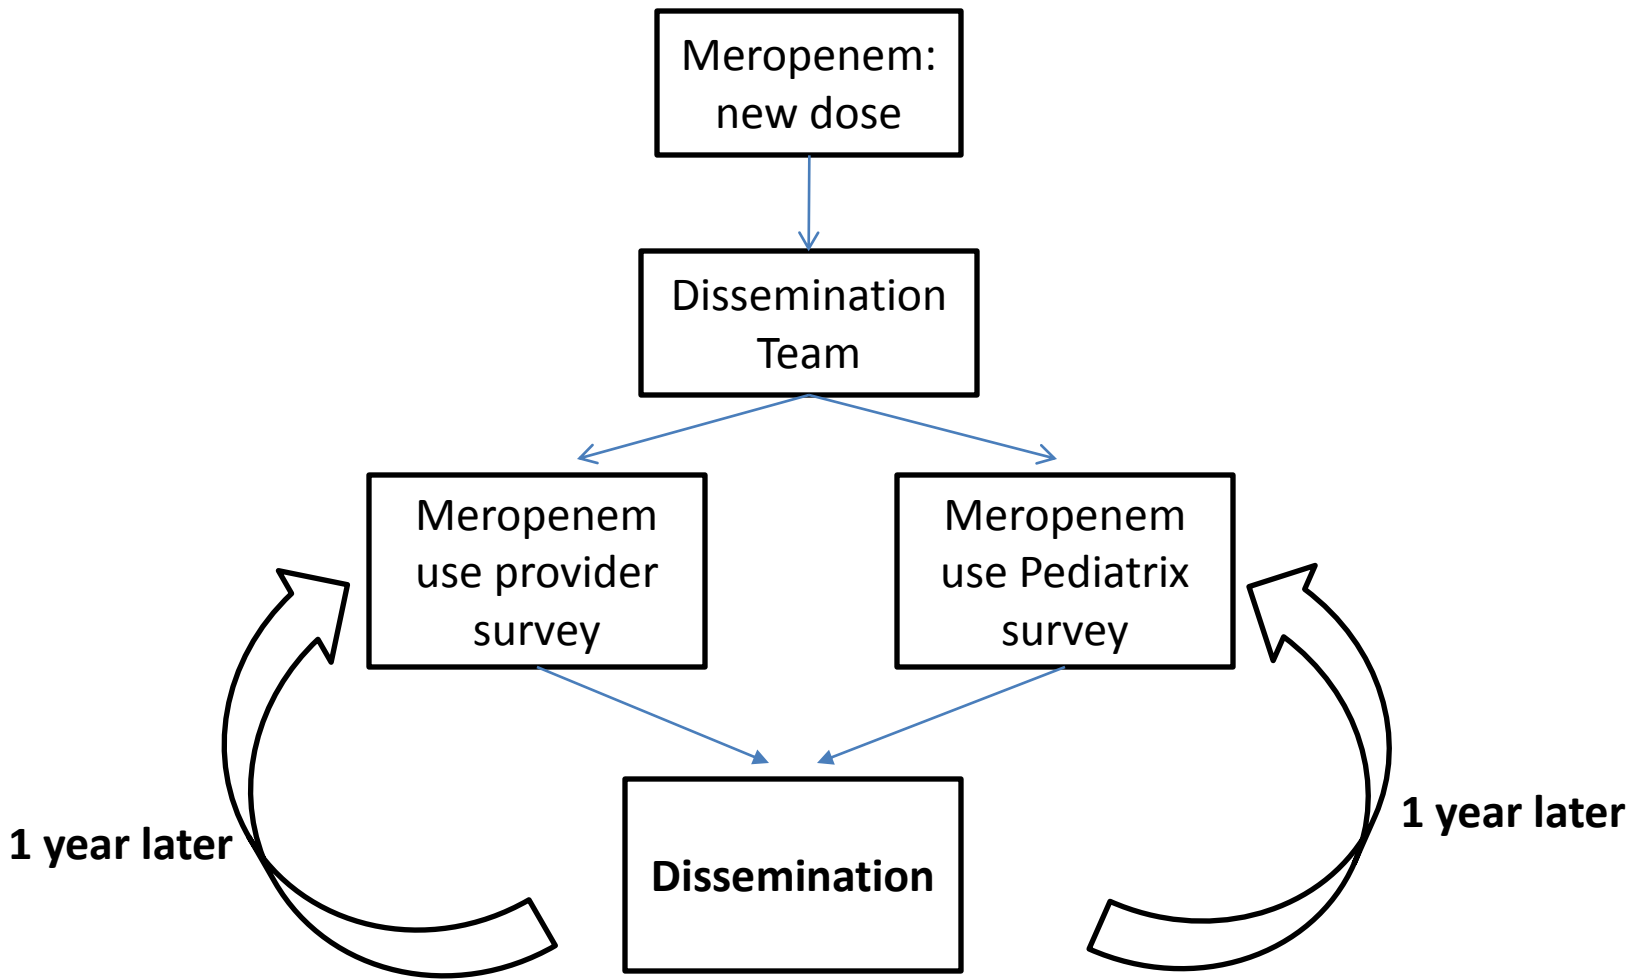 Meropenem:
new dose
Dissemination
Team
Meropenem
use provider
survey
Meropenem
use Pediatrix
survey
1 year later
1 year later
Dissemination